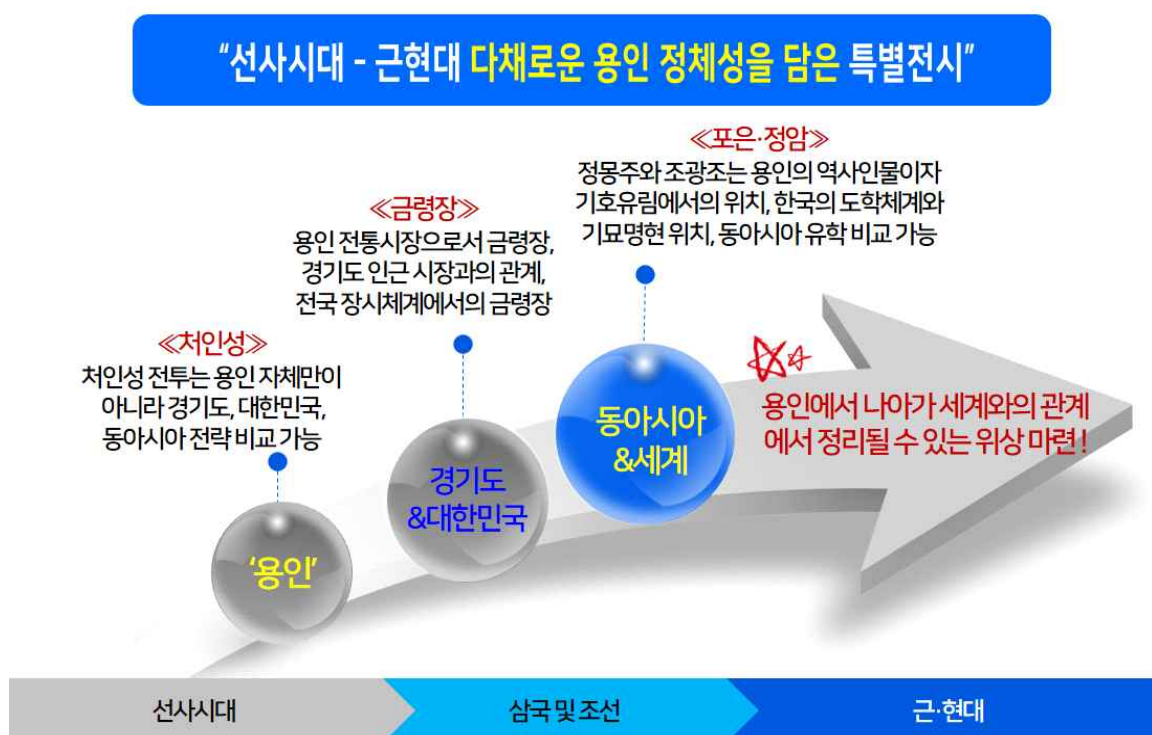 “선사시대 - 근현대 다채로운 용인 정체성을 담은 특별전시”
≪포은·정암≫
정몽주와 조광조는 용인의 역사인물이자
기호유림에서의 위치, 한국의 도학체계와
기묘명현 위치, 동아시아 유학 비교 가능
≪금령장≫
용인 전통시장으로서 금령장,
경기도 인근 시장과의 관계,
전국 장시체계에서의 금령장
≪처인성≫
처인성 전투는 용인 자체만이
아니라 경기도, 대한민국,
동아시아 전략 비교 가능
‘용인’
경기도
&대한민국
동아시아
&세계
용인에서 나아가 세계와의 관계
에서 정리될 수 있는 위상 마련!
선사시대
삼국 및 조선
근·현대